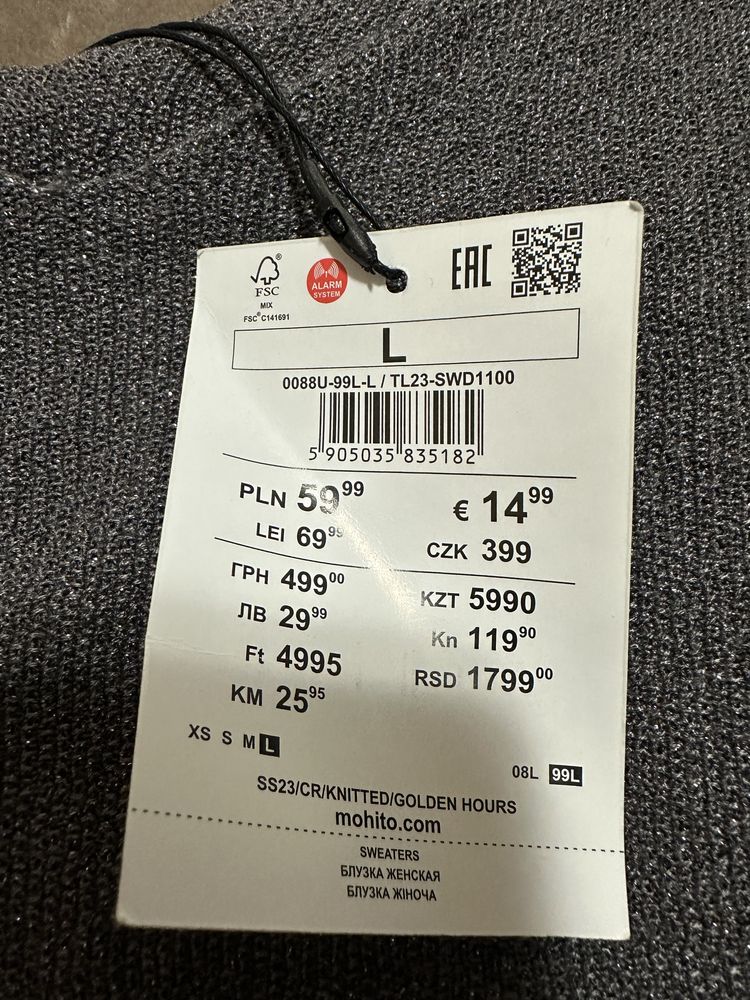 FSC
MIX
FSC® C141691
ALARM
SYSTEM
EAC
L
0088U-99L-L / TL23-SWD1100
5 905035 835182
PLN 59 99
€ 14 99
LEI 69 99
CZK 399
ГРН 499 00
KZT 5990
ЛВ 29 99
Kn 119 90
Ft 4995
RSD 1799 00
KM 25 95
XS S M L
08L 99L
SS23/CR/KNITTED/GOLDEN HOURS
mohito.com
SWEATERS
БЛУЗКА ЖЕНСКАЯ
БЛУЗКА ЖІНОЧА